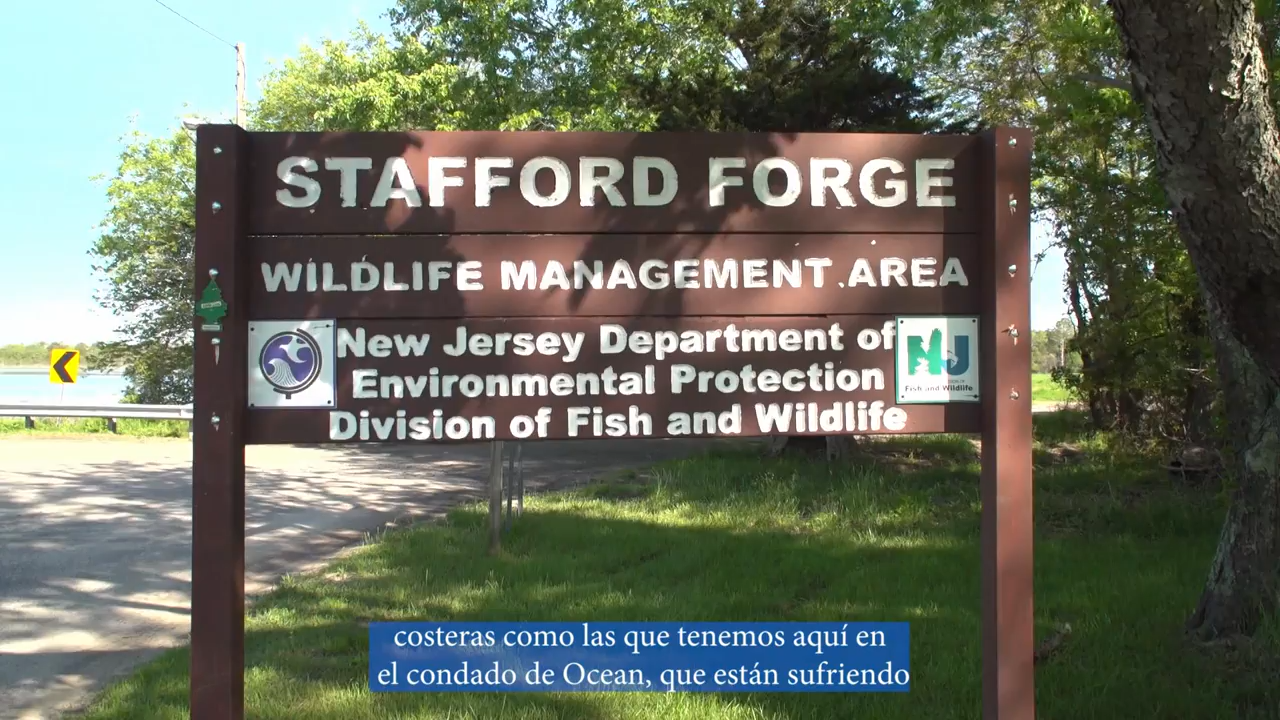 STAFFORD FORGE
WILDLIFE MANAGEMENT AREA
New Jersey Department of
Environmental Protection
Division of Fish and Wildlife
NJ
Fish and Wildlife
costeras como las que tenemos aquí en
el condado de Ocean, que están sufriendo